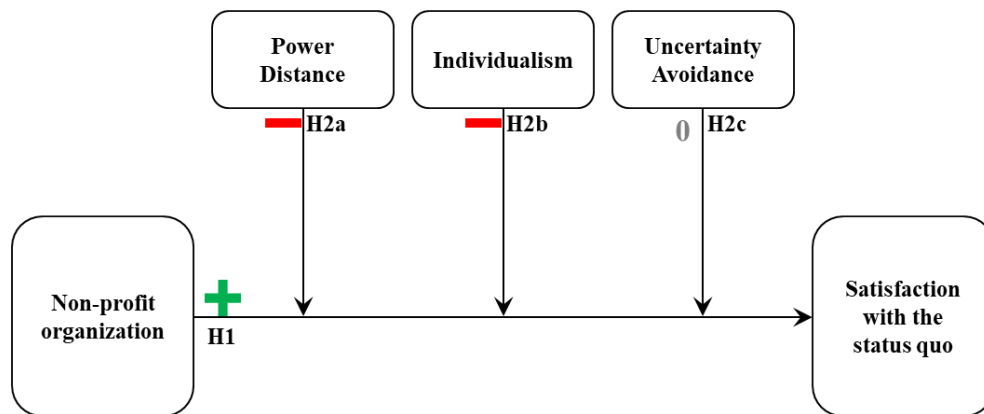 Power
Distance
Individualism
Uncertainty
Avoidance
H2a
H2b
0
H2c
Non-profit
organization
+
H1
Satisfaction
with the
status quo